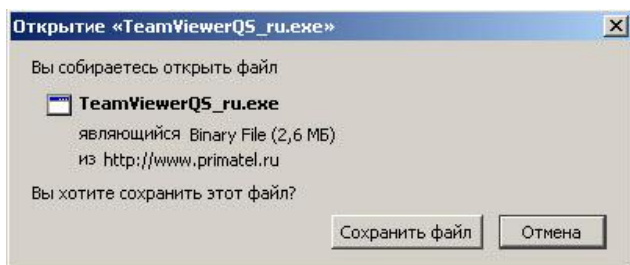 Открытие «TeamViewerQS_ru.exe»
Вы собираетесь открыть файл
TeamViewerQS_ru.exe
являющийся Binary File (2,6 МБ)
из http://www.primatel.ru
Вы хотите сохранить этот файл?
Сохранить файл Отмена